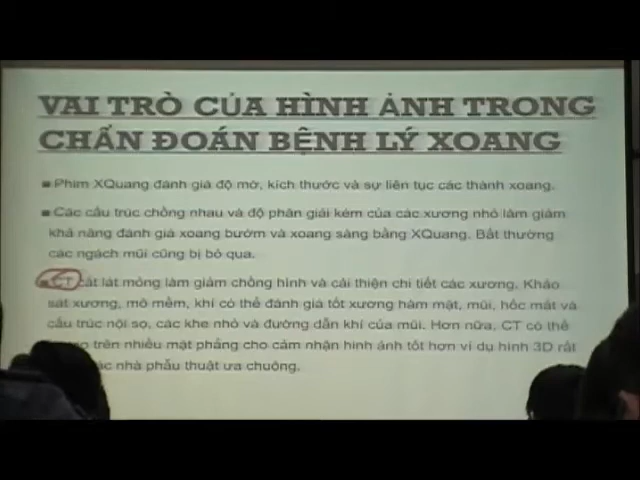 VAI TRÒ CỦA HÌNH ẢNH TRONG
CHẨN ĐOÁN BỆNH LÝ XOANG
Phim XQuang đánh giá độ mờ, kích thước và sự liên tục các thành xoang.
Các cấu trúc chồng nhau và độ phân giải kém của các xương nhỏ làm giảm
khả năng đánh giá xoang bướm và xoang sàng bằng XQuang. Bất thường
các ngách mũi cũng bị bỏ qua.
CT cắt lát mỏng làm giảm chồng hình và cải thiện chi tiết các xương. Khảo
sát xương, mô mềm, khí có thể đánh giá tốt xương hàm mặt, mũi, hốc mắt và
cấu trúc nội sọ, các khe nhỏ và đường dẫn khí của mũi. Hơn nữa, CT có thể
trên nhiều mặt phẳng cho cảm nhận hình ảnh tốt hơn ví dụ hình 3D rất
nhà phẫu thuật ưa chuộng.